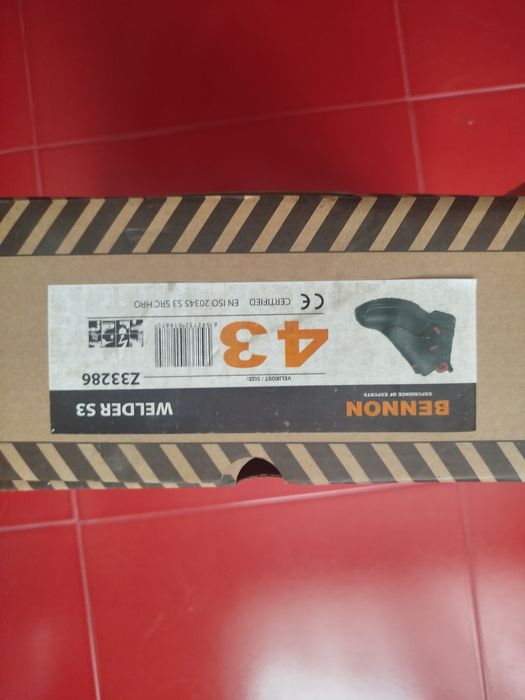 BENNON
EXPERIENCE OF EXPERTS
WELDER S3
VELIKOST / SIZE:
43
Z33286
CE CERTIFIED EN ISO 20345 S3 SRC HRO